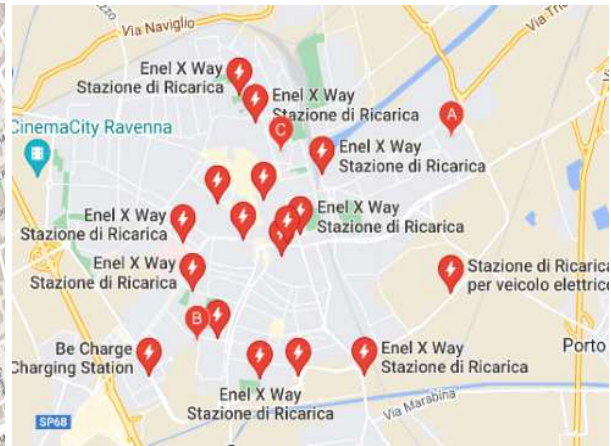 Via Naviglio
Enel X Way
Stazione di Ricarica
Enel X Way
Stazione di Ricarica
A
C
CinemaCity Ravenna
Enel X Way
Stazione di Ricarica
Enel X Way
Stazione di Ricarica
Enel X Way
Stazione di Ricarica
Enel X Way
Stazione di Ricarica
Stazione di Ricarica
per veicolo elettrico
B
Be Charge
Charging Station
Enel X Way
Stazione di Ricarica
Porto
Enel X Way
Stazione di Ricarica
Via Marabina
SP68